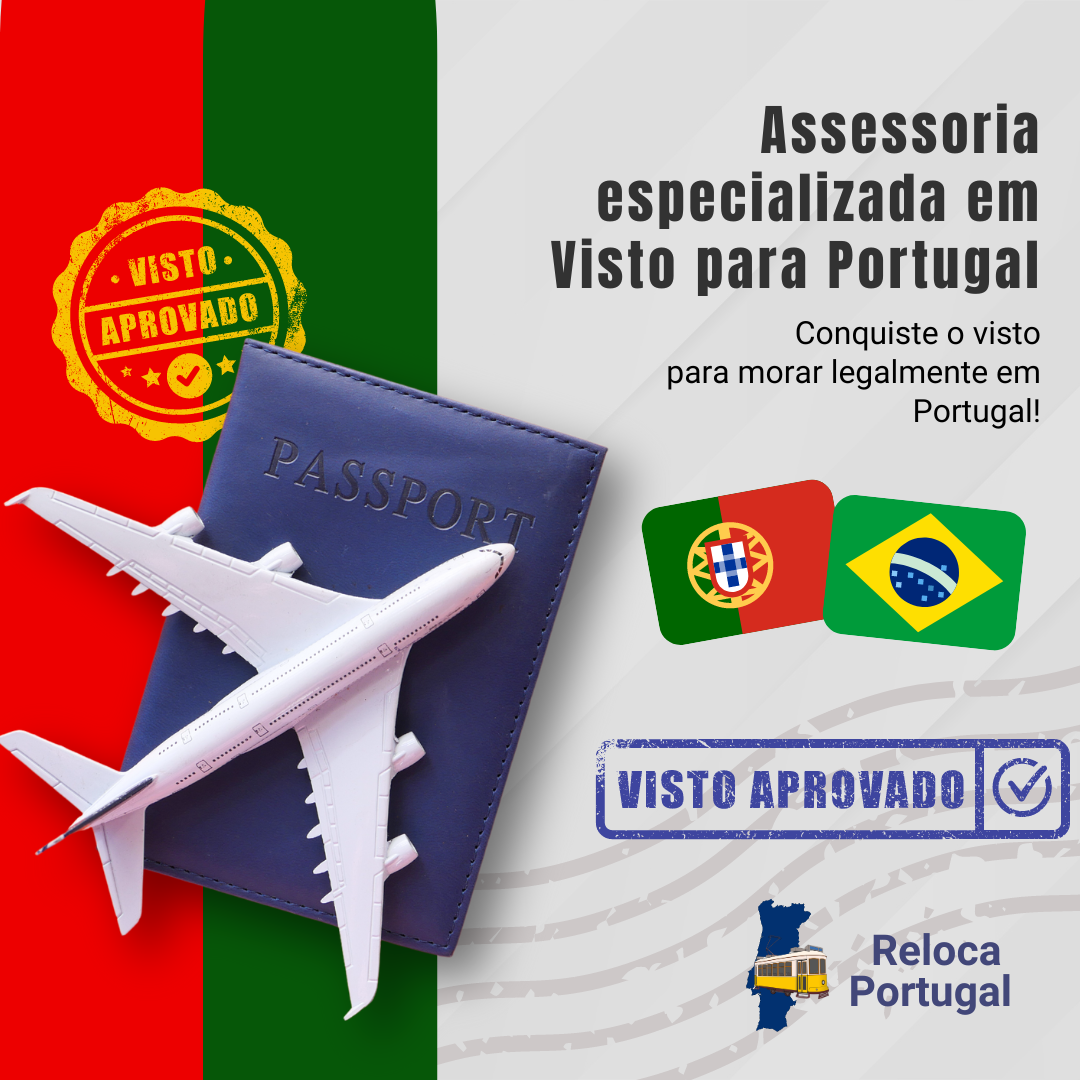 Assessoria
especializada em
Visto para Portugal
Conquiste o visto
para morar legalmente em
Portugal!
VISTO
APROVADO
PASSPORT
VISTO APROVADO
Reloca
Portugal